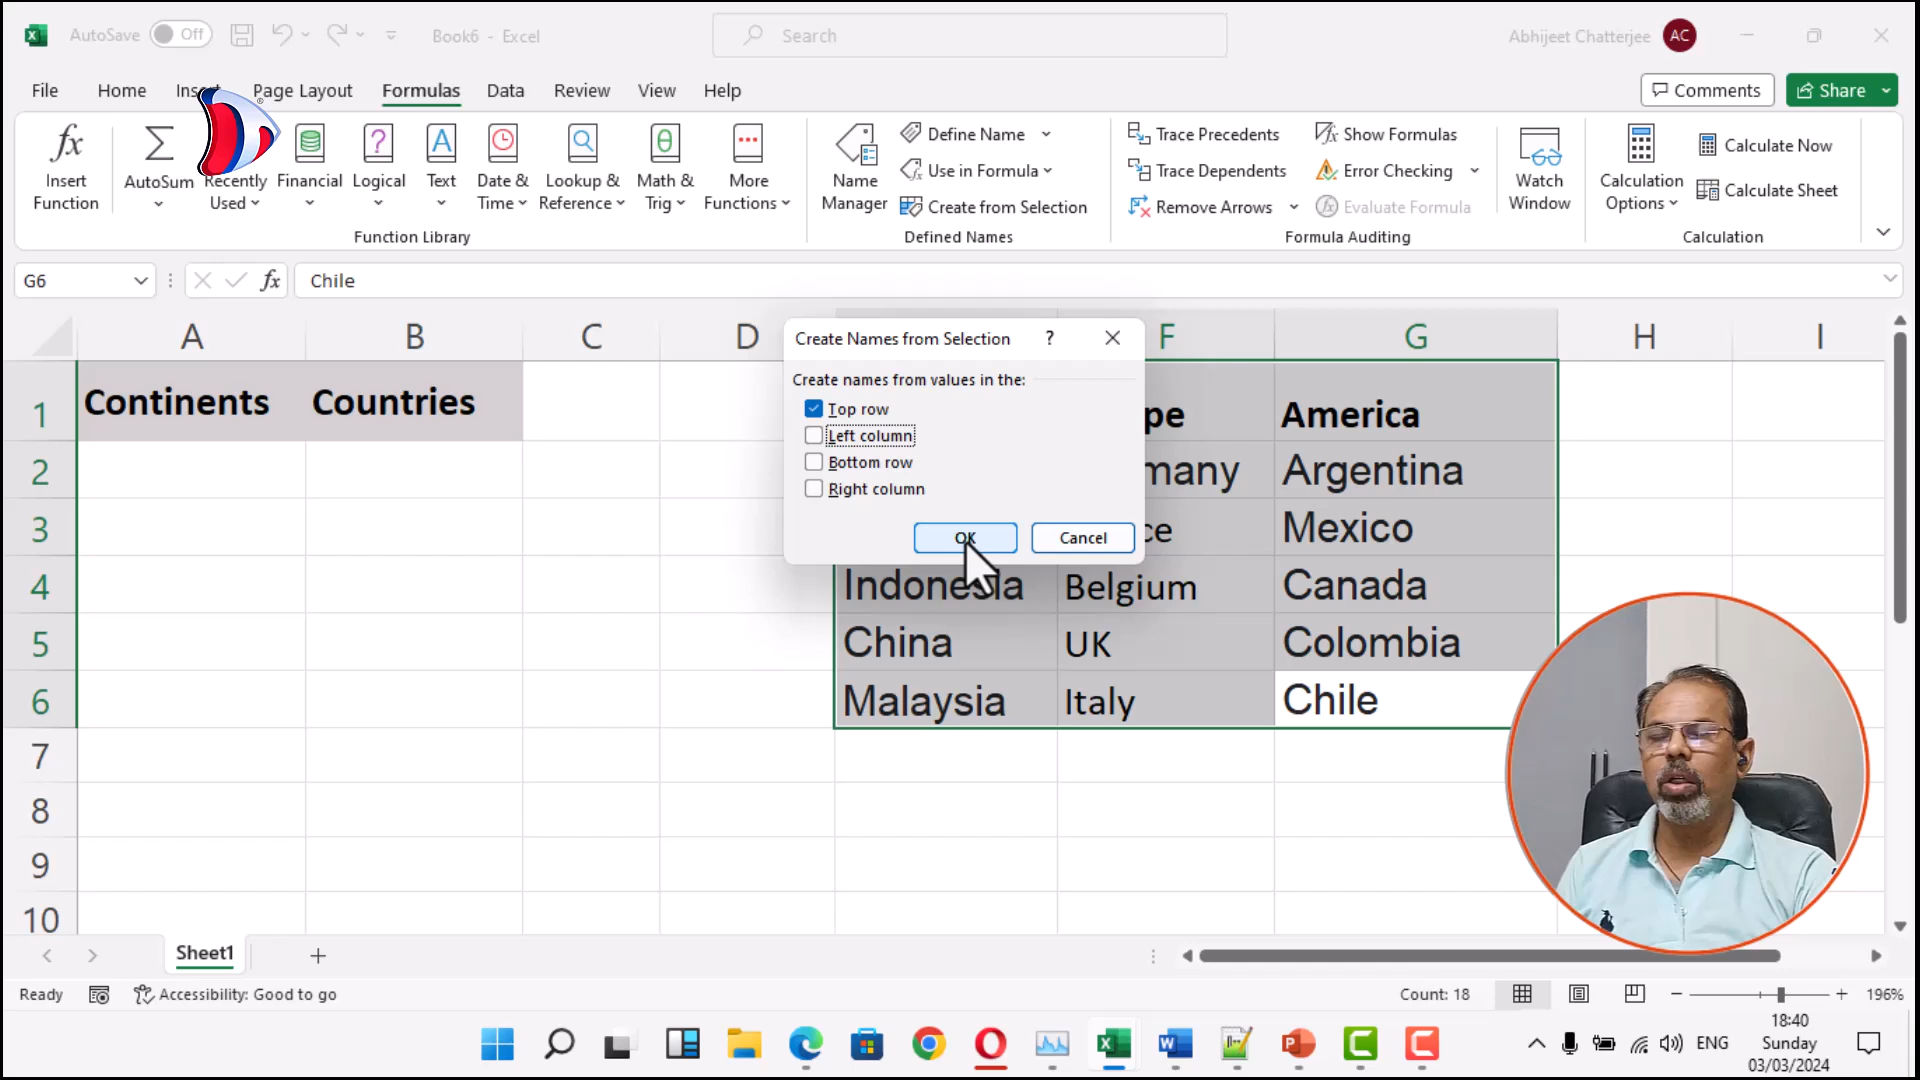 AutoSave Off Book6 - Excel Search Abhijeet Chatterjee AC
File Home Insert Page Layout Formulas Data Review View Help Comments Share
Insert Function
AutoSum
Recently Used
Financial
Logical
Text
Date & Time
Lookup & Reference
Math & Trig
More Functions
Function Library
Name Manager
Define Name
Use in Formula
Create from Selection
Defined Names
Trace Precedents
Trace Dependents
Remove Arrows
Show Formulas
Error Checking
Evaluate Formula
Formula Auditing
Watch Window
Calculation Options
Calculate Now
Calculate Sheet
Calculation
G6 fx Chile
A B C D F G H I
Create Names from Selection ?
Create names from values in the:
Top row
Left column
Bottom row
Right column
OK Cancel
1 Continents Countries pe America
2 many Argentina
3 ce Mexico
4 Indonesia Belgium Canada
5 China UK Colombia
6 Malaysia Italy Chile
7
8
9
10
Sheet1
Ready Accessibility: Good to go Count: 18 196%
ENG
18:40
Sunday
03/03/2024